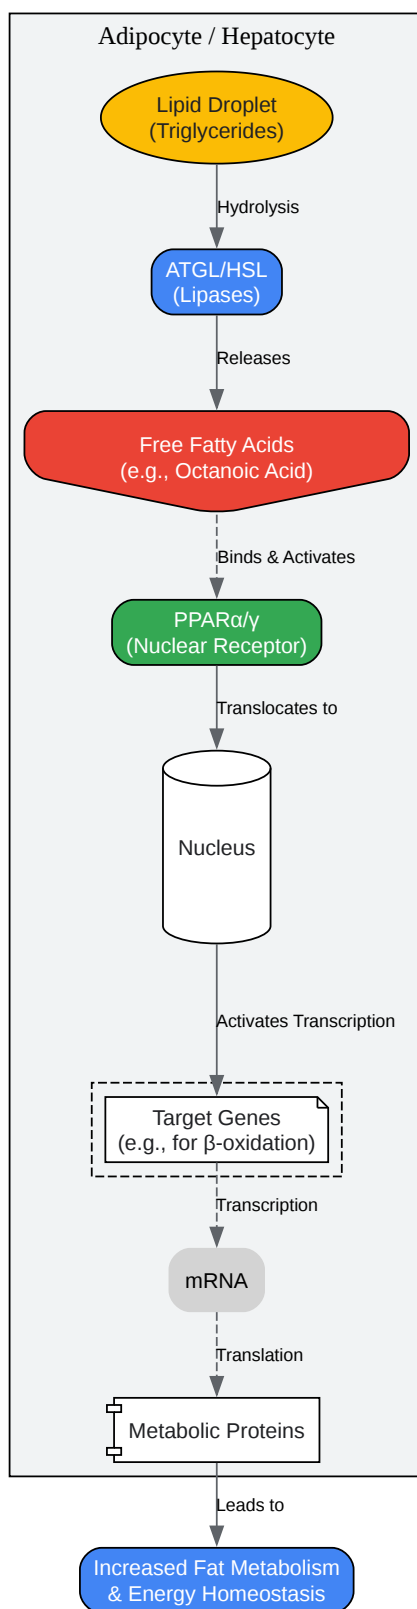 Adipocyte / Hepatocyte
Lipid Droplet
(Triglycerides)
Hydrolysis
ATGL/HSL
(Lipases)
Releases
Free Fatty Acids
(e.g., Octanoic Acid)
Binds & Activates
PPARα/γ
(Nuclear Receptor)
Translocates to
Nucleus
Activates Transcription
Target Genes
(e.g., for β-oxidation)
Transcription
mRNA
Translation
Metabolic Proteins
Leads to
Increased Fat Metabolism
& Energy Homeostasis